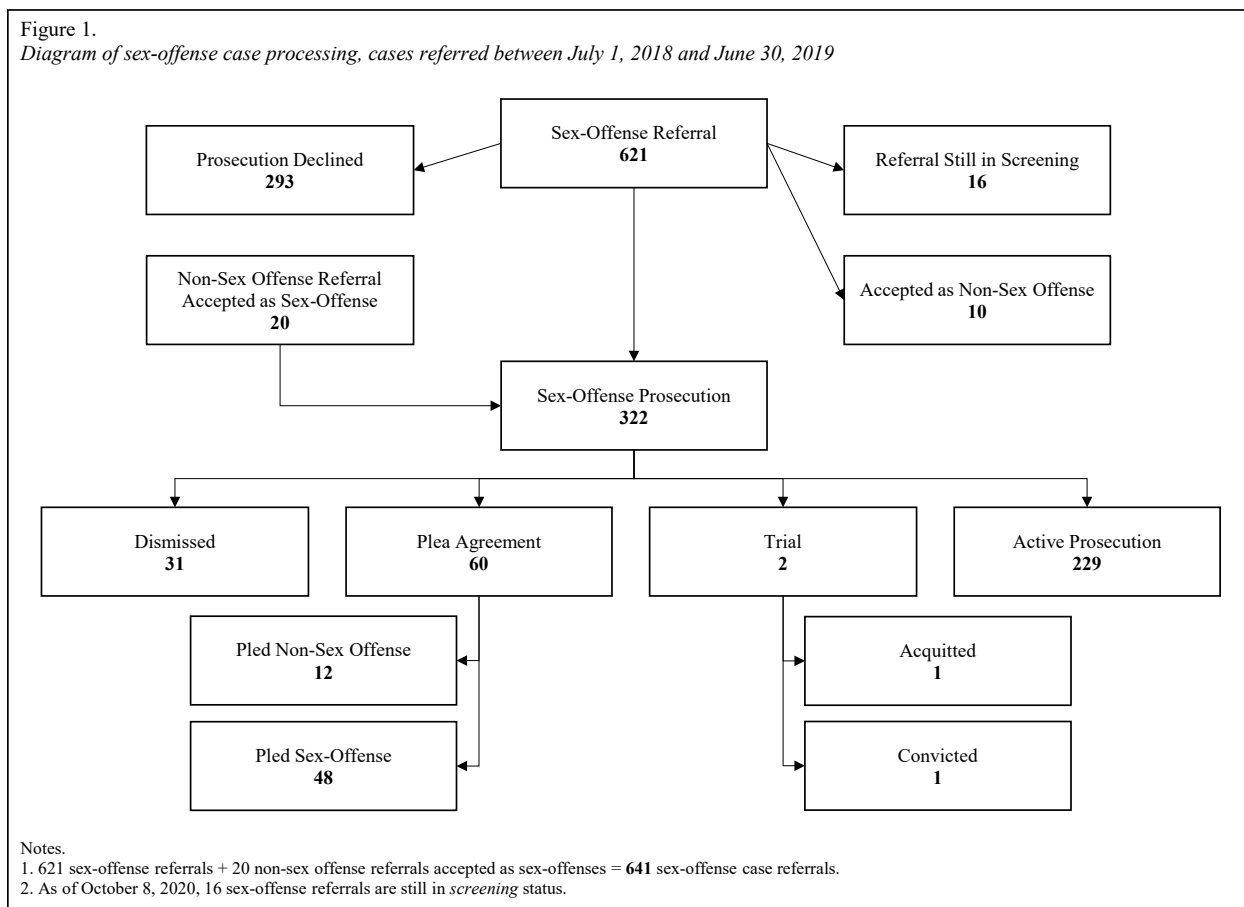 Figure 1.
Diagram of sex-offense case processing, cases referred between July 1, 2018 and June 30, 2019
Sex-Offense Referral
621
Prosecution Declined
293
Referral Still in Screening
16
Non-Sex Offense Referral
Accepted as Sex-Offense
20
Accepted as Non-Sex Offense
10
Sex-Offense Prosecution
322
Dismissed
31
Plea Agreement
60
Trial
2
Active Prosecution
229
Pled Non-Sex Offense
12
Acquitted
1
Pled Sex-Offense
48
Convicted
1
Notes.
1. 621 sex-offense referrals + 20 non-sex offense referrals accepted as sex-offenses = 641 sex-offense case referrals.
2. As of October 8, 2020, 16 sex-offense referrals are still in screening status.